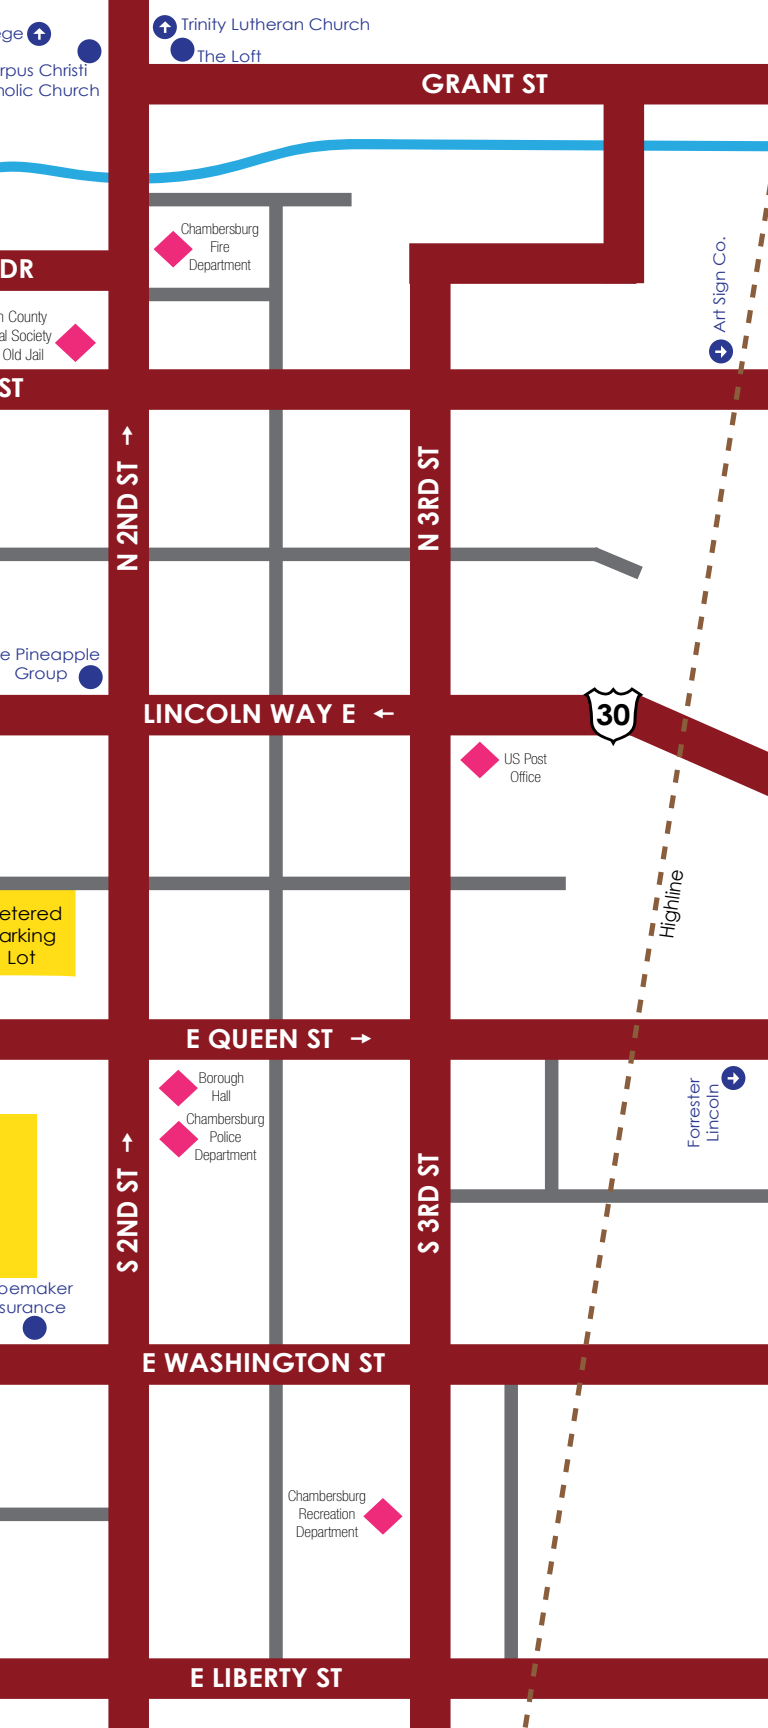 Trinity Lutheran Church
ege
The Loft
rpus Christi
nolic Church
GRANT ST
Chambersburg
Fire
Department
Art Sign Co.
DR
n County
al Society
Old Jail
ST
N 2ND ST
N 3RD ST
e Pineapple
Group
LINCOLN WAY E
30
US Post
Office
Highline
etered
arking
Lot
E QUEEN ST
Borough
Hall
Chambersburg
Police
Department
Forrester
Lincoln
S 2ND ST
S 3RD ST
oemaker
surance
E WASHINGTON ST
Chambersburg
Recreation
Department
E LIBERTY ST